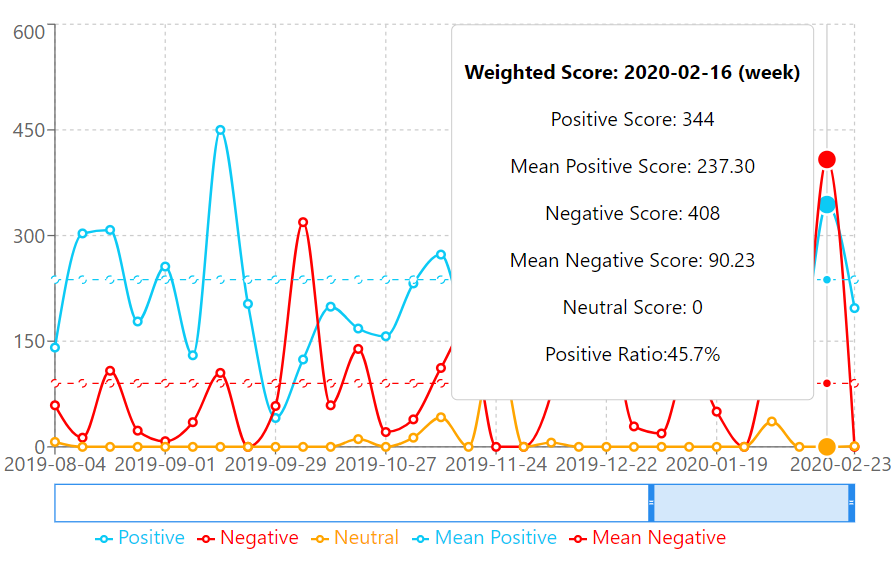 600
Weighted Score: 2020-02-16 (week)
Positive Score: 344
450
Mean Positive Score: 237.30
Negative Score: 408
300
Mean Negative Score: 90.23
Neutral Score: 0
150
Positive Ratio:45.7%
0
2019-08-04 2019-09-01 2019-09-29 2019-10-27 2019-11-24 2019-12-22 2020-01-19 2020-02-23
Positive Negative Neutral Mean Positive Mean Negative